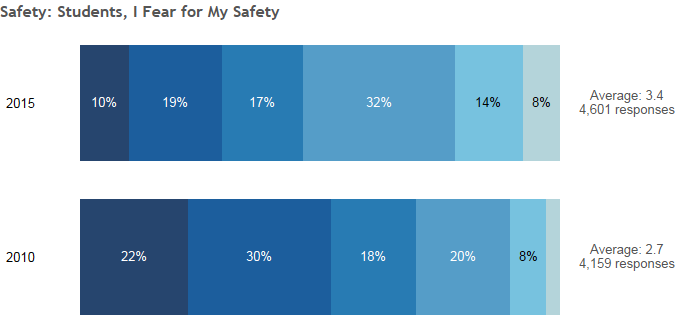 Safety: Students, I Fear for My Safety
2015
10% 19% 17% 32% 14% 8%
Average: 3.4
4,601 responses
2010
22% 30% 18% 20% 8%
Average: 2.7
4,159 responses